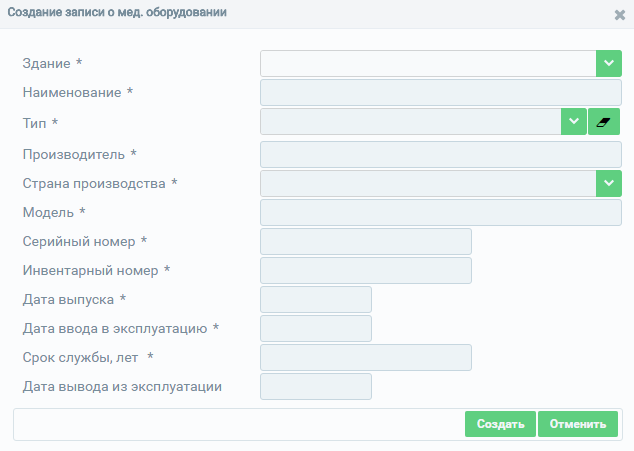 Создание записи о мед. оборудовании
Здание *
Наименование *
Тип *
Производитель *
Страна производства *
Модель *
Серийный номер *
Инвентарный номер *
Дата выпуска *
Дата ввода в эксплуатацию *
Срок службы, лет *
Дата вывода из эксплуатации
Создать Отменить